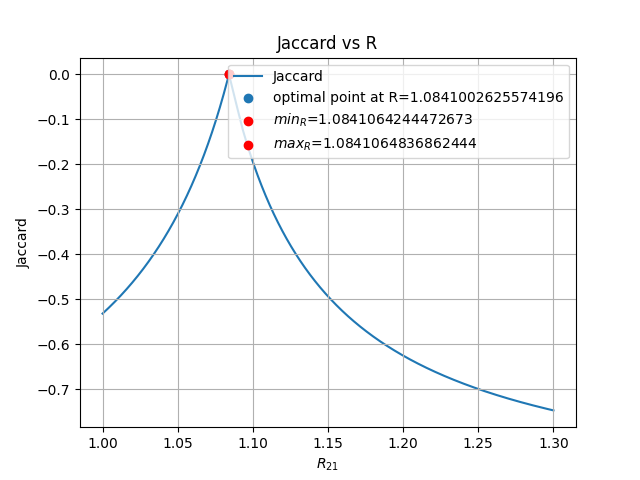 Jaccard vs R
0.0
−0.1
−0.2
−0.3
−0.4
−0.5
−0.6
−0.7
Jaccard
Jaccard
optimal point at R=1.0841002625574196
min_R=1.0841064244472673
max_R=1.0841064836862444
1.00 1.05 1.10 1.15 1.20 1.25 1.30
R_21